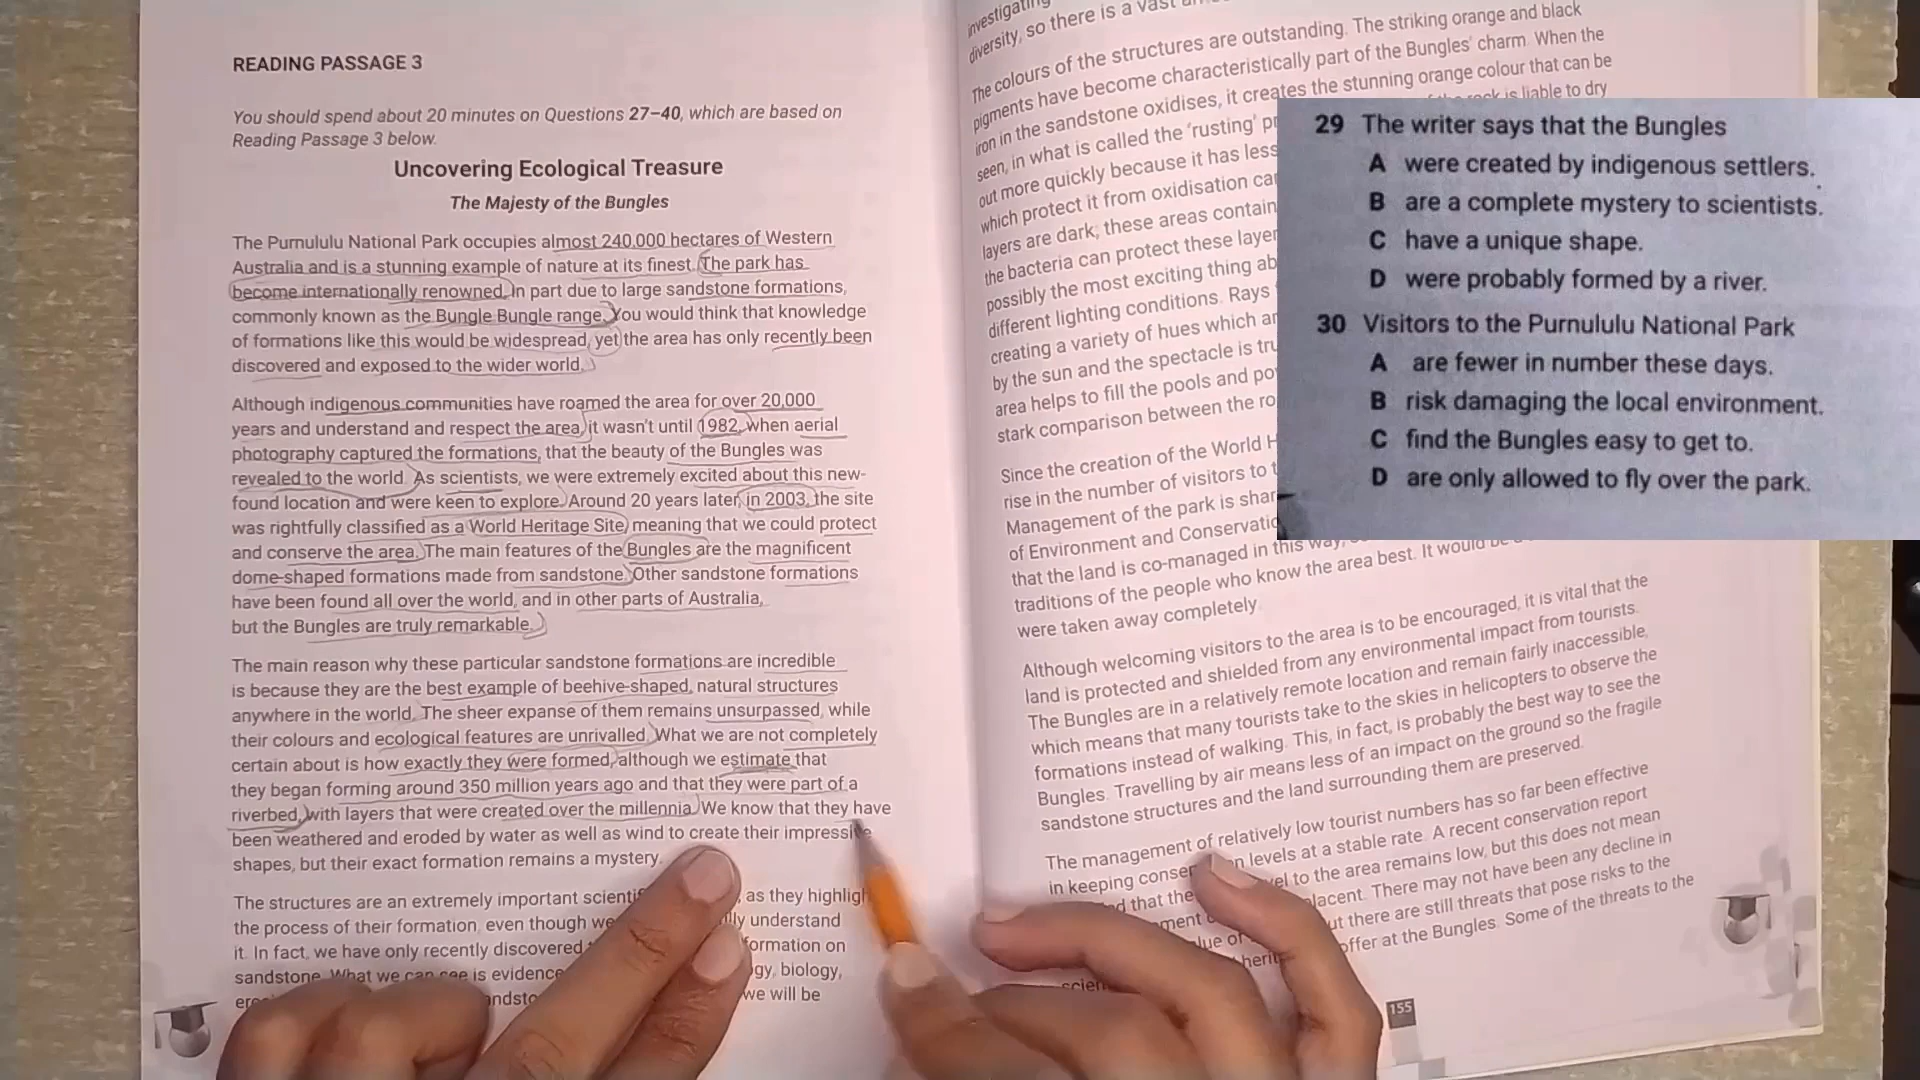 READING PASSAGE 3
You should spend about 20 minutes on Questions 27–40, which are based on
Reading Passage 3 below.
Uncovering Ecological Treasure
The Majesty of the Bungles
The Purnululu National Park occupies almost 240,000 hectares of Western
Australia and is a stunning example of nature at its finest. The park has
become internationally renowned. In part due to large sandstone formations,
commonly known as the Bungle Bungle range. You would think that knowledge
of formations like this would be widespread, yet the area has only recently been
discovered and exposed to the wider world.
Although indigenous communities have roamed the area for over 20,000
years and understand and respect the area, it wasn't until 1982, when aerial
photography captured the formations, that the beauty of the Bungles was
revealed to the world. As scientists, we were extremely excited about this new-
found location and were keen to explore. Around 20 years later, in 2003, the site
was rightfully classified as a World Heritage Site, meaning that we could protect
and conserve the area. The main features of the Bungles are the magnificent
dome-shaped formations made from sandstone. Other sandstone formations
have been found all over the world, and in other parts of Australia,
but the Bungles are truly remarkable.
The main reason why these particular sandstone formations are incredible
is because they are the best example of beehive-shaped, natural structures
anywhere in the world. The sheer expanse of them remains unsurpassed, while
their colours and ecological features are unrivalled. What we are not completely
certain about is how exactly they were formed, although we estimate that
they began forming around 350 million years ago and that they were part of a
riverbed, with layers that were created over the millennia. We know that they have
been weathered and eroded by water as well as wind to create their impressive
shapes, but their exact formation remains a mystery.
The structures are an extremely important as they highligh
the process of their formation, even though we understand
it. In fact, we have only recently discovered formation on
sandstone. What we can see is evidence biology,
we will be
investigating
diversity, so there is a vast
The colours of the structures are outstanding. The striking orange and black
pigments have become characteristically part of the Bungles' charm. When the
iron in the sandstone oxidises, it creates the stunning orange colour that can be
seen, in what is called the 'rusting' rock is liable to dry
out more quickly because it has less
which protect it from oxidisation
layers are dark, these areas contain
the bacteria can protect these
possibly the most exciting thing
different lighting conditions. Rays
creating a variety of hues which
by the sun and the spectacle is
area helps to fill the pools and
stark comparison between the
Since the creation of the World
rise in the number of visitors to
Management of the park is
of Environment and
that the land is co-managed in this way,
traditions of the people who know the area best. It would be
were taken away completely.
Although welcoming visitors to the area is to be encouraged, it is vital that the
land is protected and shielded from any environmental impact from tourists.
The Bungles are in a relatively remote location and remain fairly inaccessible,
which means that many tourists take to the skies in helicopters to observe the
formations instead of walking. This, in fact, is probably the best way to see the
Bungles. Travelling by air means less of an impact on the ground so the fragile
sandstone structures and the land surrounding them are preserved.
The management of relatively low tourist numbers has so far been effective
in keeping levels at a stable rate. A recent conservation report
that the to the area remains low, but this does not mean
There may not have been any decline in
there are still threats that pose risks to the
offer at the Bungles. Some of the threats to the
155
29 The writer says that the Bungles
A were created by indigenous settlers.
B are a complete mystery to scientists.
C have a unique shape.
D were probably formed by a river.
30 Visitors to the Purnululu National Park
A are fewer in number these days.
B risk damaging the local environment.
C find the Bungles easy to get to.
D are only allowed to fly over the park.